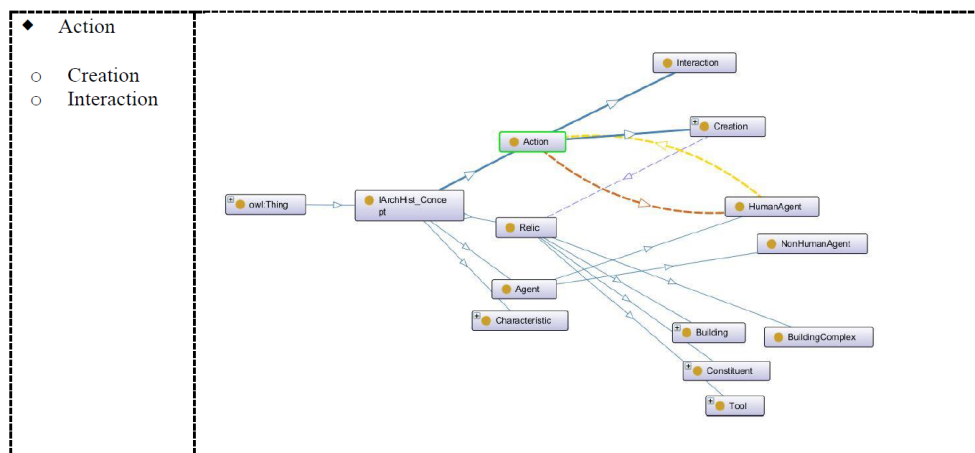 Action
Creation
Interaction
Interaction
Creation
Action
owl:Thing
IArchHist_Conce
pt
HumanAgent
Relic
NonHumanAgent
Agent
Characteristic
Building
BuildingComplex
Constituent
Tool